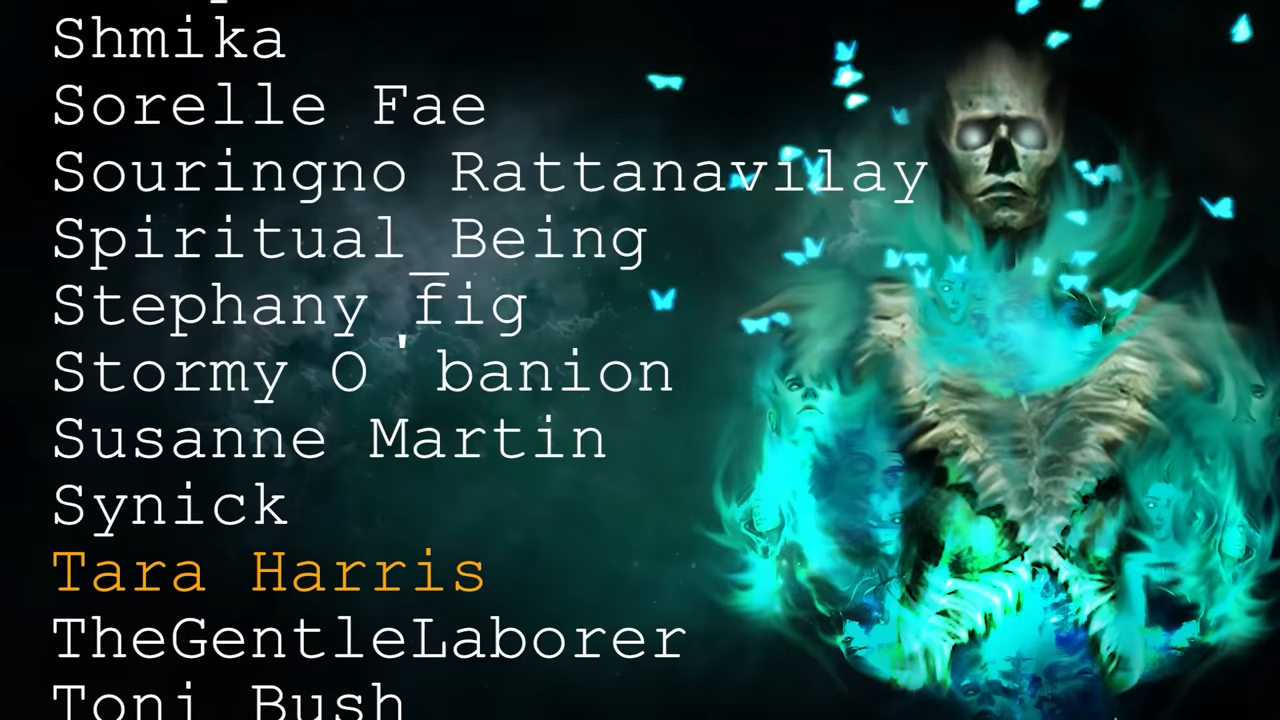 Shmika
Sorelle Fae
Souringno Rattanavilay
Spiritual_Being
Stephany fig
Stormy O'banion
Susanne Martin
Synick
Tara Harris
TheGentleLaborer
Toni Bush